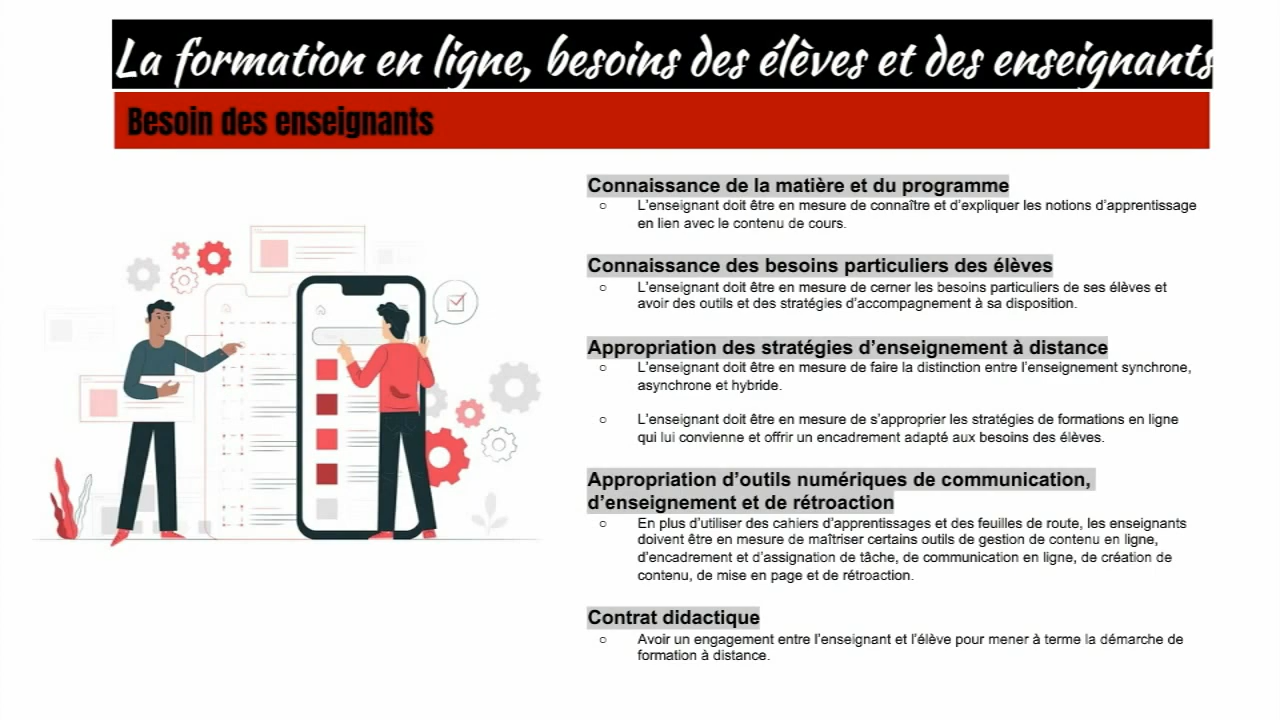 La formation en ligne, besoins des élèves et des enseignants
Besoin des enseignants
Connaissance de la matière et du programme
○ L'enseignant doit être en mesure de connaître et d'expliquer les notions d'apprentissage
en lien avec le contenu de cours.
Connaissance des besoins particuliers des élèves
○ L'enseignant doit être en mesure de cerner les besoins particuliers de ses élèves et
avoir des outils et des stratégies d'accompagnement à sa disposition.
Appropriation des stratégies d'enseignement à distance
○ L'enseignant doit être en mesure de faire la distinction entre l'enseignement synchrone,
asynchrone et hybride.
○ L'enseignant doit être en mesure de s'approprier les stratégies de formations en ligne
qui lui convienne et offrir un encadrement adapté aux besoins des élèves.
Appropriation d'outils numériques de communication,
d'enseignement et de rétroaction
○ En plus d'utiliser des cahiers d'apprentissages et des feuilles de route, les enseignants
doivent être en mesure de maîtriser certains outils de gestion de contenu en ligne,
d'encadrement et d'assignation de tâche, de communication en ligne, de création de
contenu, de mise en page et de rétroaction.
Contrat didactique
○ Avoir un engagement entre l'enseignant et l'élève pour mener à terme la démarche de
formation à distance.